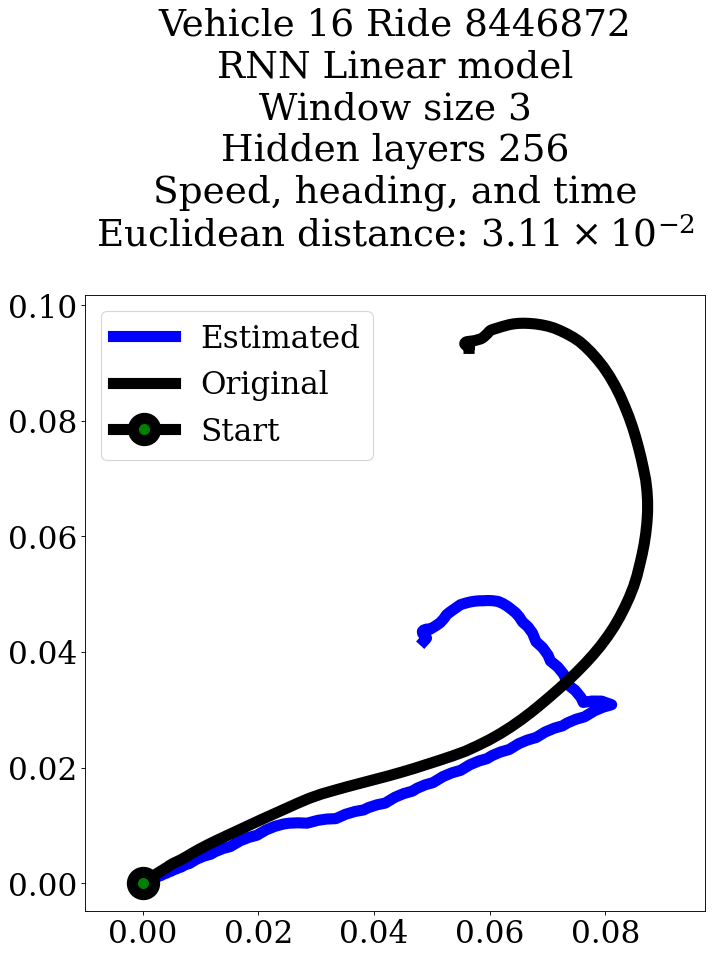 Vehicle 16 Ride 8446872
RNN Linear model
Window size 3
Hidden layers 256
Speed, heading, and time
Euclidean distance: 3.11 × 10⁻²
0.10
0.08
0.06
0.04
0.02
0.00
Estimated
Original
Start
0.00 0.02 0.04 0.06 0.08